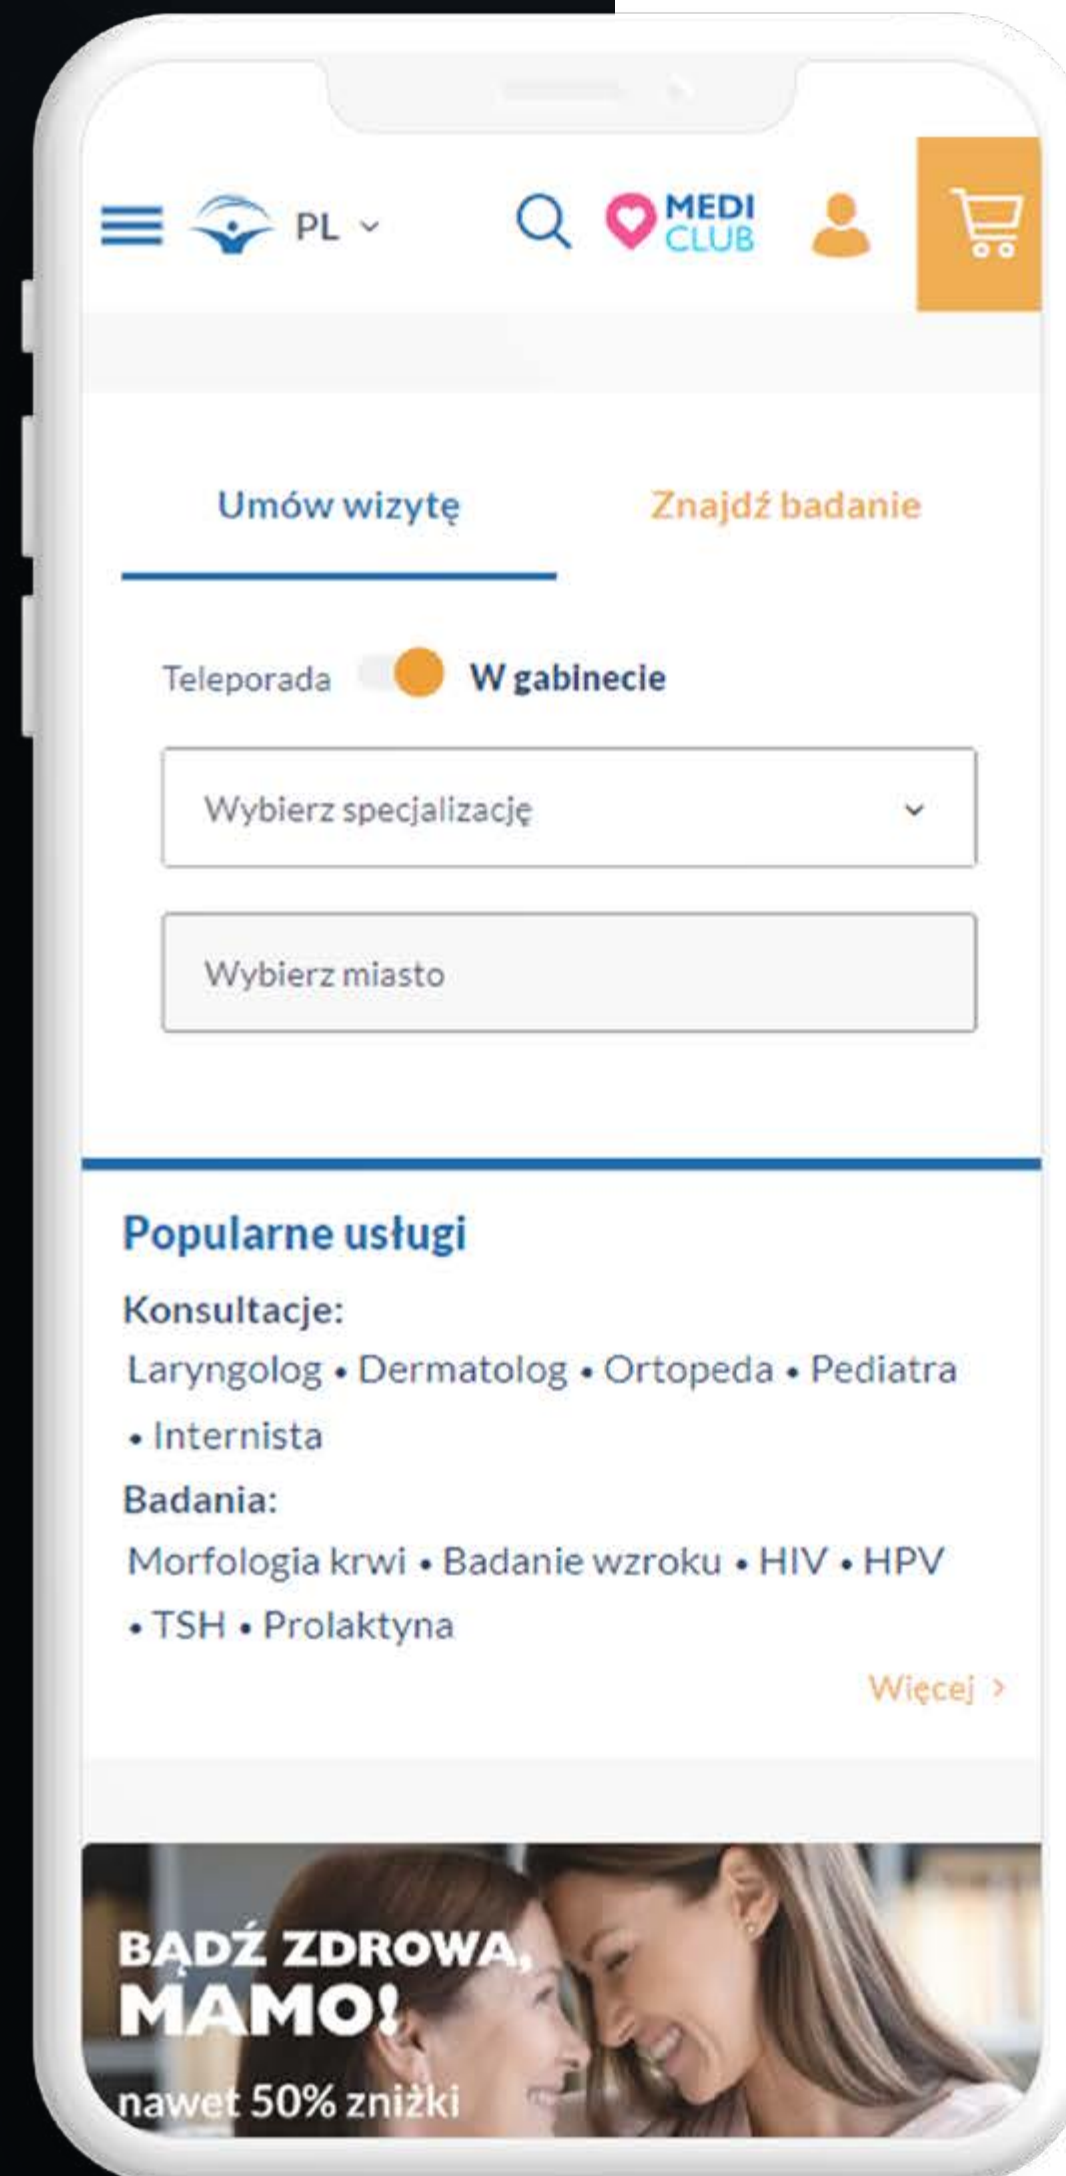 PL
MEDI
CLUB
Umów wizytę
Znajdź badanie
Teleporada
W gabinecie
Wybierz specjalizację
Wybierz miasto
Popularne usługi
Konsultacje:
Laryngolog • Dermatolog • Ortopeda • Pediatra
• Internista
Badania:
Morfologia krwi • Badanie wzroku • HIV • HPV
• TSH • Prolaktyna
Więcej >
BĄDŹ ZDROWA,
MAMO!
nawet 50% zniżki